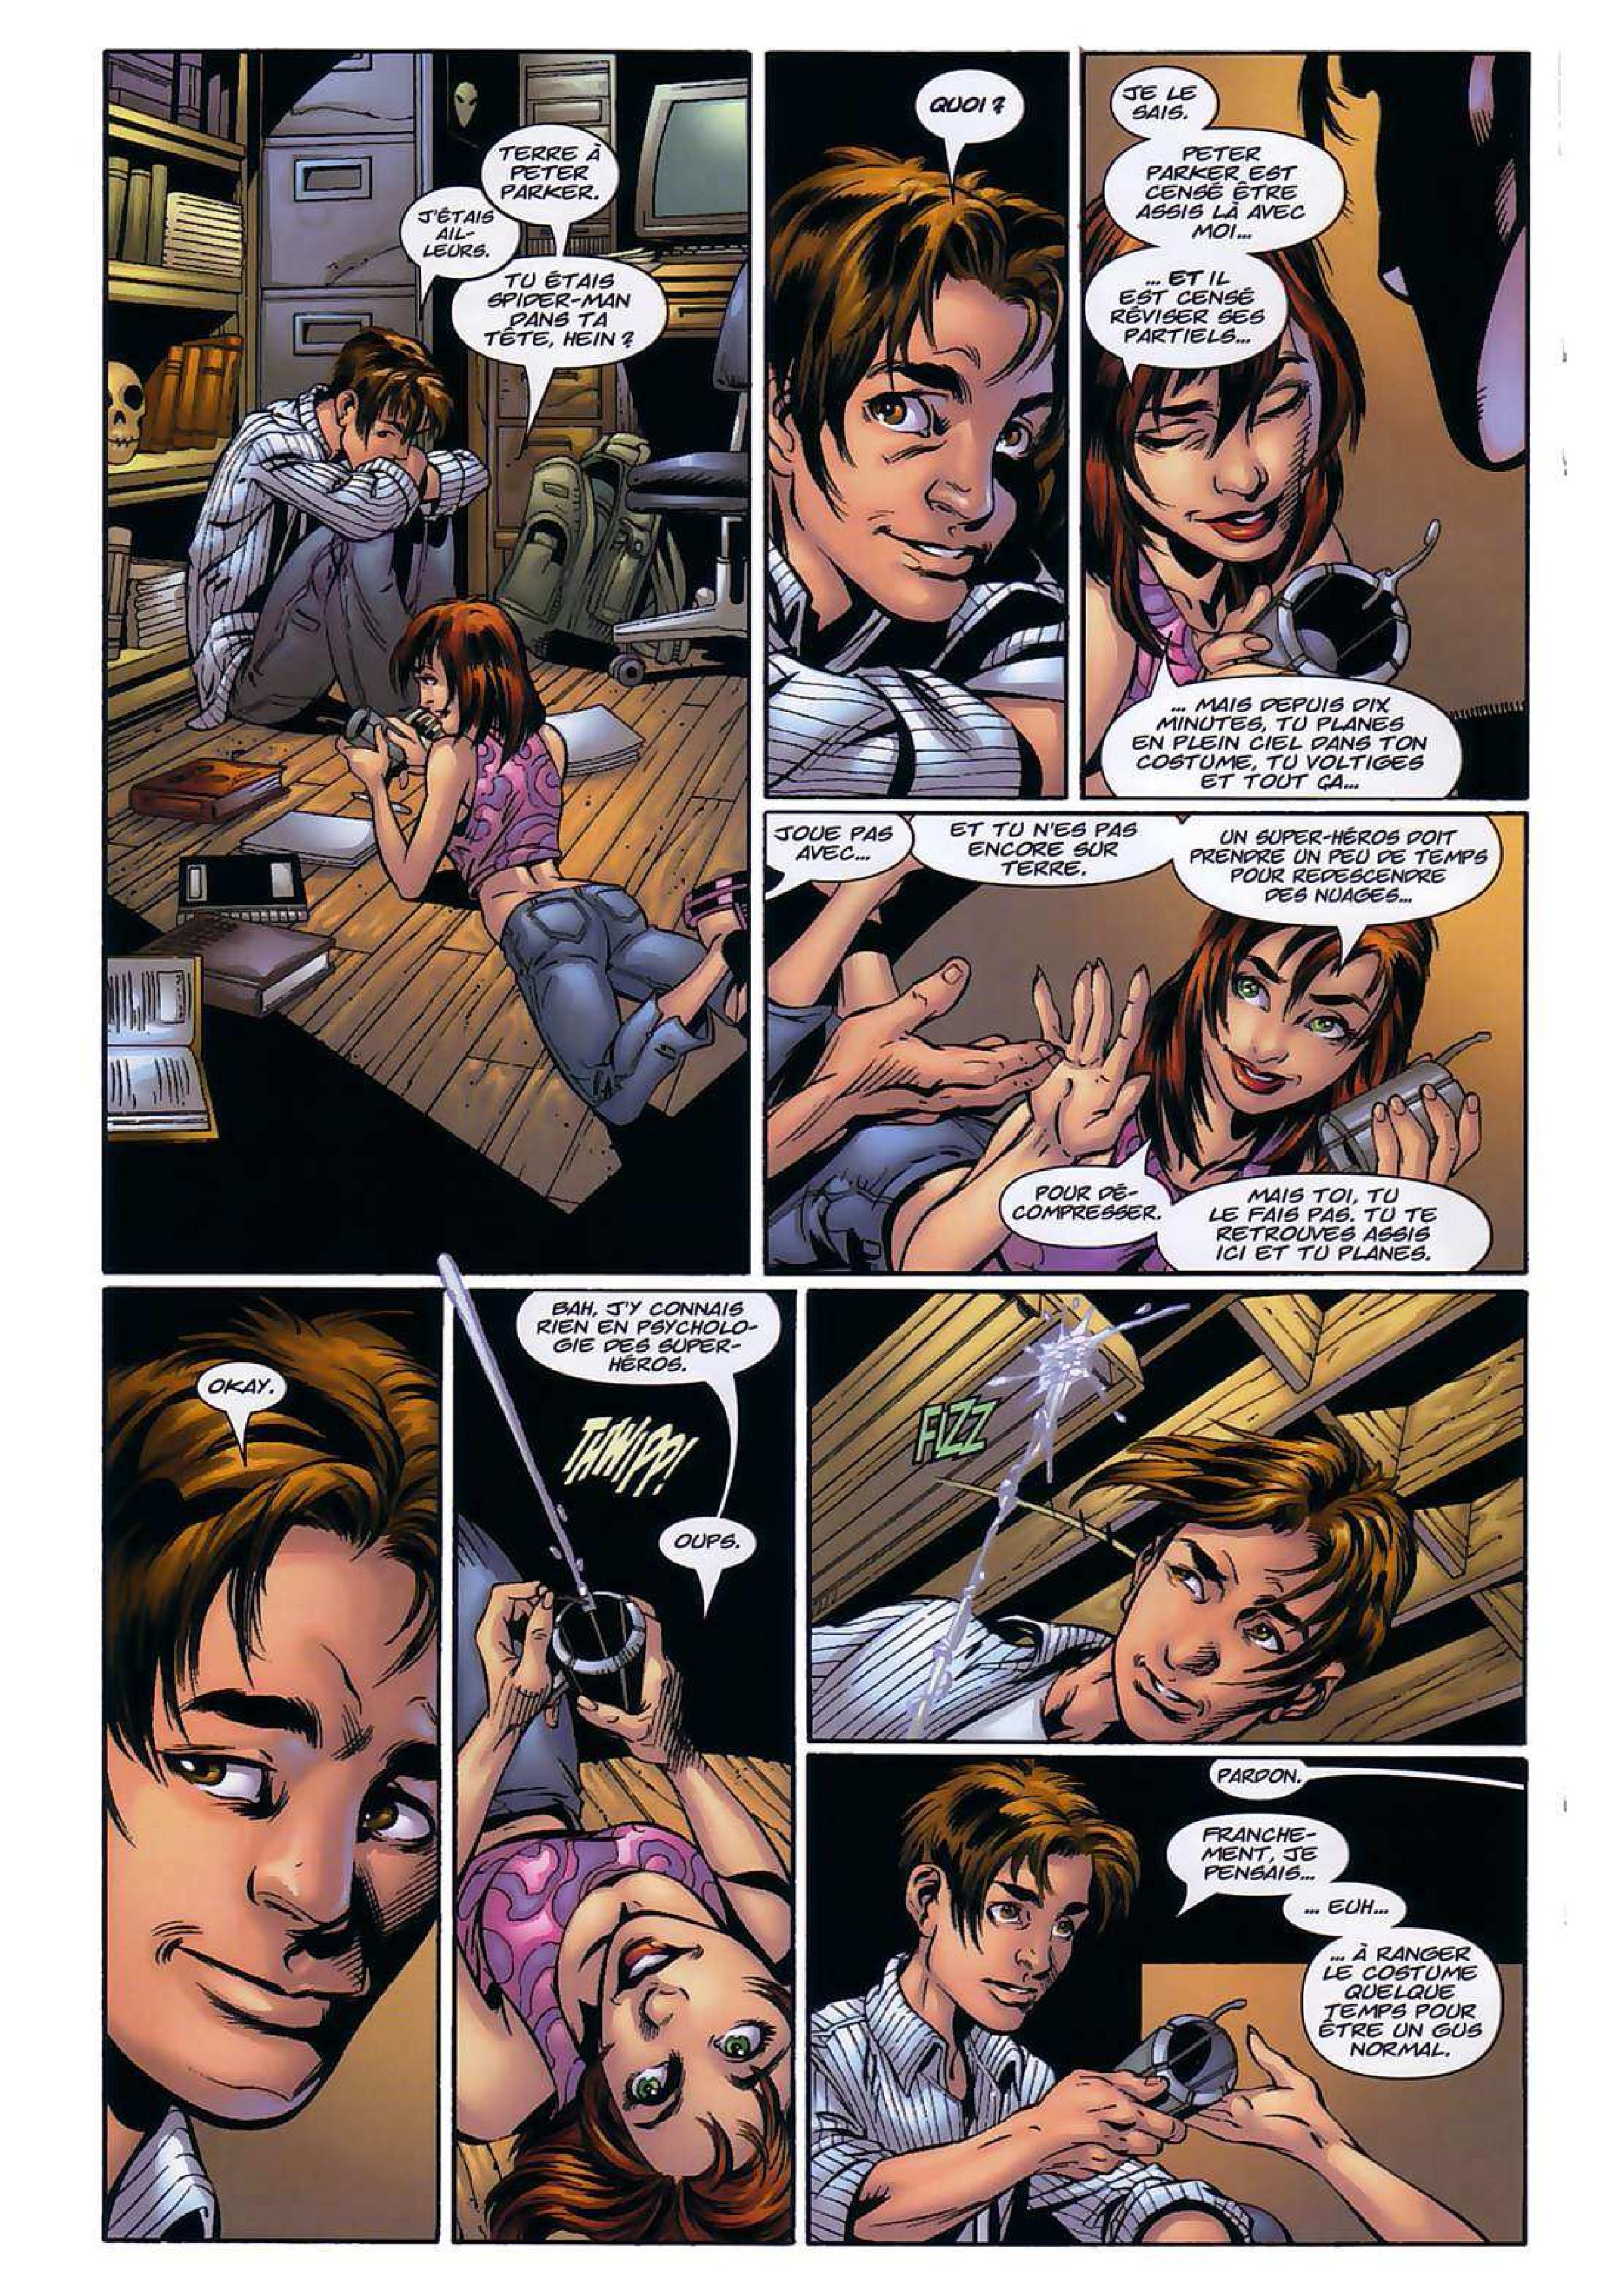 TERRE À
PETER
PARKER.
J'ÉTAIS
AIL-
LEURS.
TU ÉTAIS
SPIDER-MAN
DANS TA
TÊTE, HEIN ?
QUOI ?
JE LE
SAIS.
PETER
PARKER EST
CENSÉ ÊTRE
ASSIS LÀ AVEC
MOI...
... ET IL
EST CENSÉ
RÉVISER SES
PARTIELS...
... MAIS DEPUIS DIX
MINUTES, TU PLANES
EN PLEIN CIEL DANS TON
COSTUME, TU VOLTIGES
ET TOUT ÇA...
JOUE PAS
AVEC...
ET TU N'ES PAS
ENCORE SUR
TERRE.
UN SUPER-HÉROS DOIT
PRENDRE UN PEU DE TEMPS
POUR REDESCENDRE
DES NUAGES...
POUR DÉ-
COMPRESSER.
MAIS TOI, TU
LE FAIS PAS. TU TE
RETROUVES ASSIS
ICI ET TU PLANES.
OKAY.
BAH, J'Y CONNAIS
RIEN EN PSYCHOLO-
GIE DES SUPER-
HÉROS.
THWIPP!
OUPS.
FIZZ
PARDON.
FRANCHE-
MENT, JE
PENSAIS...
... EUH...
... À RANGER
LE COSTUME
QUELQUE
TEMPS POUR
ÊTRE UN GUS
NORMAL.